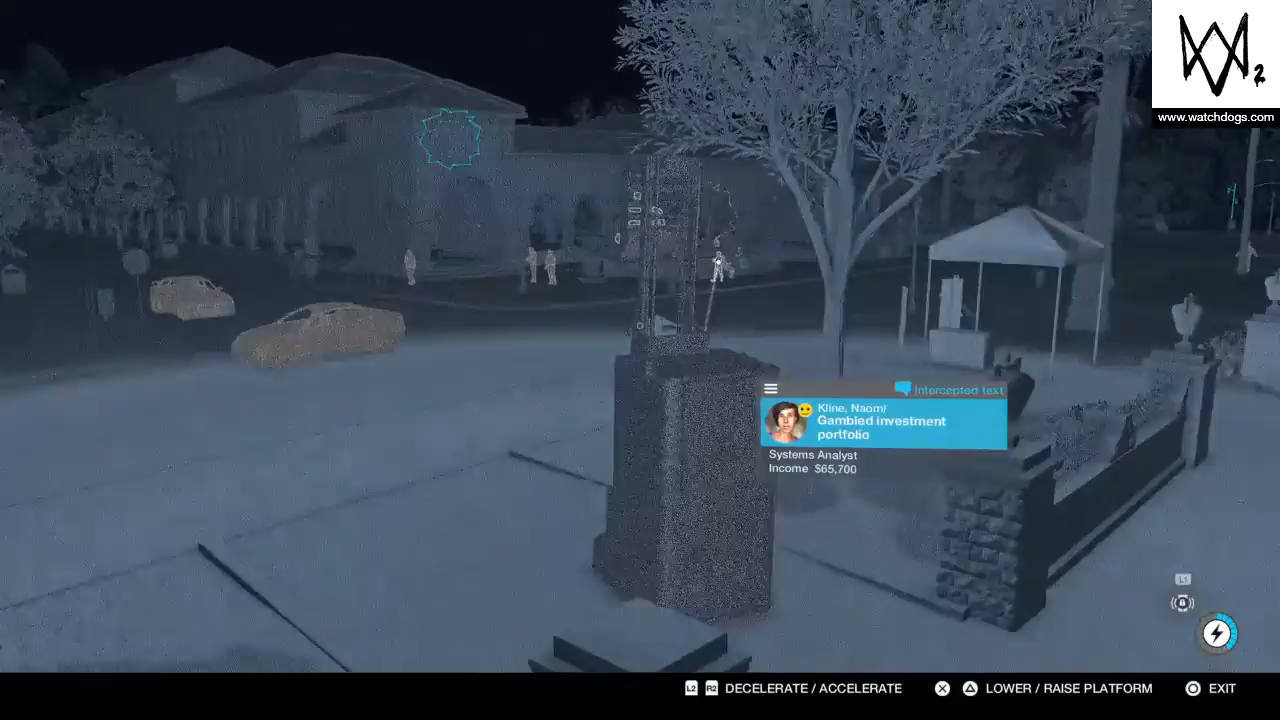 2
www.watchdogs.com
Intercepted text
Kline, Naomi
Gambled investment
portfolio
Systems Analyst
Income $65,700
L1
L2 R2 DECELERATE / ACCELERATE LOWER / RAISE PLATFORM EXIT